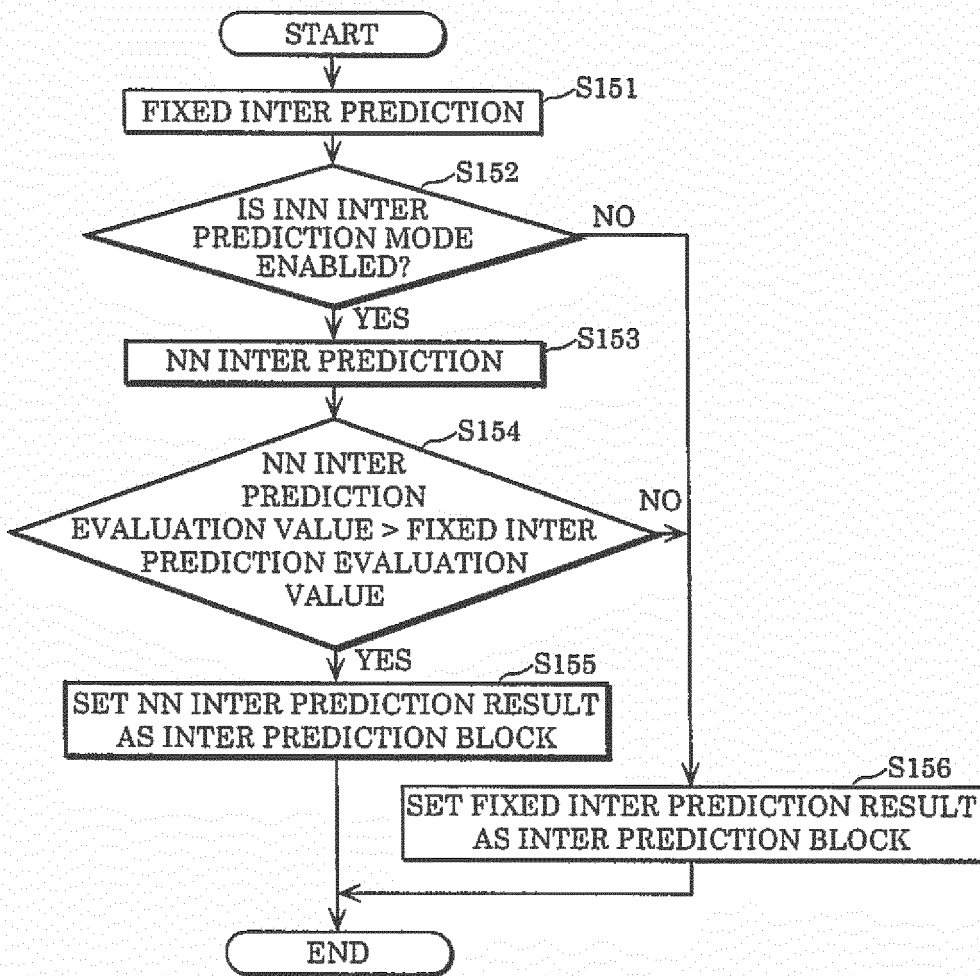 START
S151
FIXED INTER PREDICTION
S152
IS INN INTER
PREDICTION MODE
ENABLED?
NO
YES
S153
NN INTER PREDICTION
S154
NN INTER
PREDICTION
EVALUATION VALUE > FIXED INTER
PREDICTION EVALUATION
VALUE
NO
YES
S155
SET NN INTER PREDICTION RESULT
AS INTER PREDICTION BLOCK
S156
SET FIXED INTER PREDICTION RESULT
AS INTER PREDICTION BLOCK
END